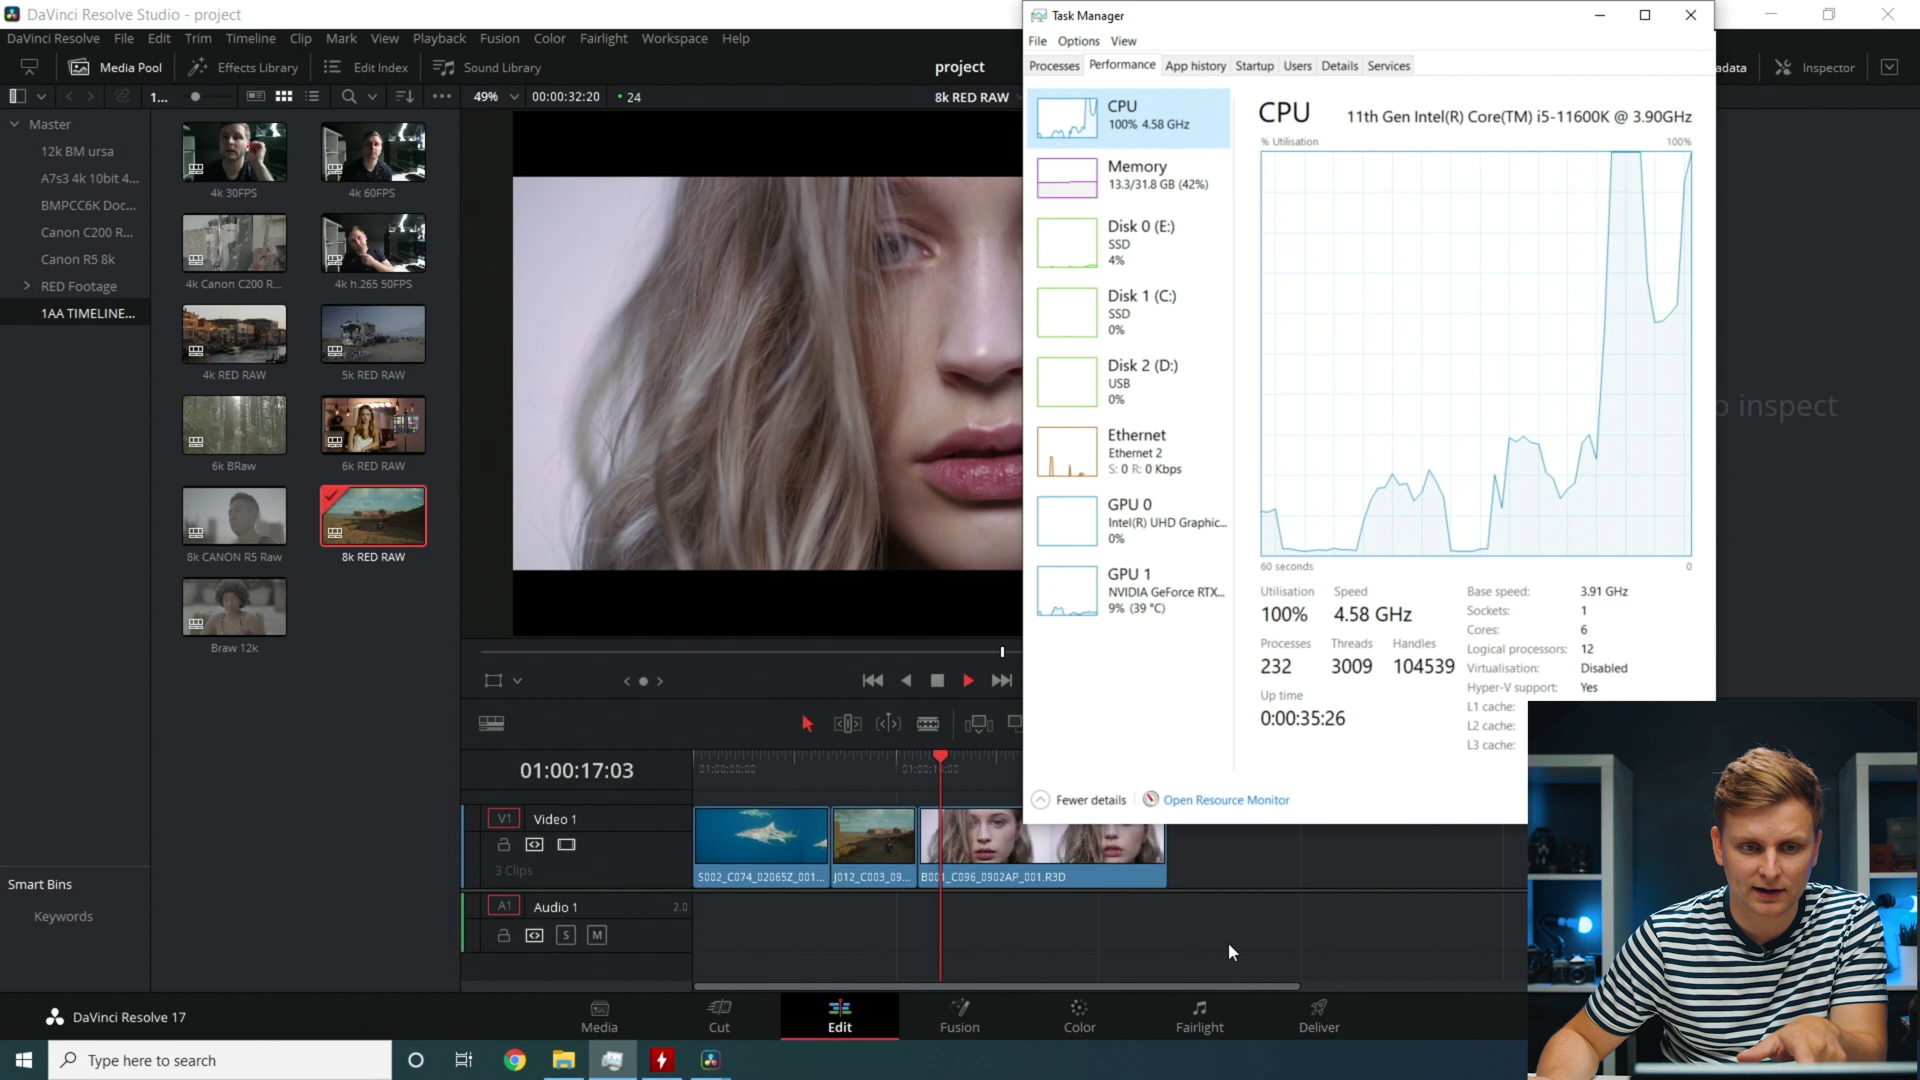 DaVinci Resolve Studio - project
DaVinci Resolve File Edit Trim Timeline Clip Mark View Playback Fusion Color Fairlight Workspace Help
Media Pool Effects Library Edit Index Sound Library
project
adata Inspector
1...
49% 00:00:32:20 24
8K RED RAW
Master
12k BM ursa
A7s3 4k 10bit 4...
BMPCC6K Doc...
Canon C200 R...
Canon R5 8k
RED Footage
1AA TIMELINE...
4k 30FPS
4k 60FPS
4k Canon C200 R...
4k h.265 50FPS
4k RED RAW
5k RED RAW
6k BRaw
6k RED RAW
8k CANON R5 Raw
8k RED RAW
Braw 12k
Smart Bins
Keywords
o inspect
Task Manager
File Options View
Processes Performance App history Startup Users Details Services
CPU
100% 4.58 GHz
Memory
13.3/31.8 GB (42%)
Disk 0 (E:)
SSD
4%
Disk 1 (C:)
SSD
0%
Disk 2 (D:)
USB
0%
Ethernet
Ethernet 2
S: 0 R: 0 Kbps
GPU 0
Intel(R) UHD Graphic...
0%
GPU 1
NVIDIA GeForce RTX...
9% (39 °C)
CPU 11th Gen Intel(R) Core(TM) i5-11600K @ 3.90GHz
% Utilisation 100%
60 seconds 0
Utilisation Speed
100% 4.58 GHz
Processes Threads Handles
232 3009 104539
Up time
0:00:35:26
Base speed: 3.91 GHz
Sockets: 1
Cores: 6
Logical processors: 12
Virtualisation: Disabled
Hyper-V support: Yes
L1 cache:
L2 cache:
L3 cache:
Fewer details Open Resource Monitor
01:00:17:03
01:00:00:00
V1 Video 1
3 Clips
S002_C074_02065Z_001... J012_C003_09... B001_C096_0902AP_001.R3D
A1 Audio 1 2.0
S M
DaVinci Resolve 17
Media Cut Edit Fusion Color Fairlight Deliver
Type here to search